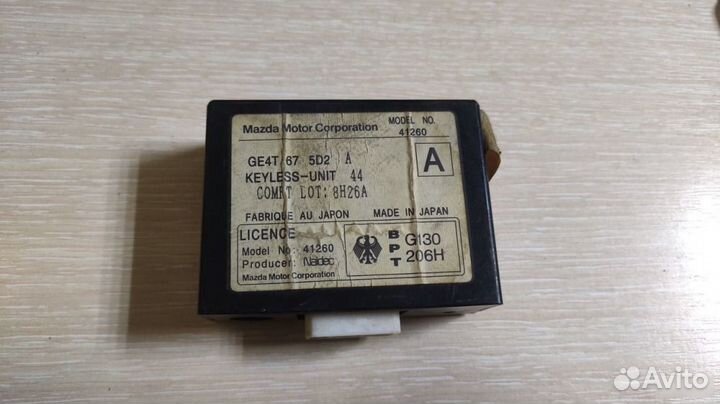 Mazda Motor Corporation
MODEL NO.
41260
GE4T 67 5D2 A
KEYLESS-UNIT 44
COMPT LOT: 8H26A
A
FABRIQUE AU JAPON MADE IN JAPAN
LICENCE
Model No: 41260
Producer: Naldec
Mazda Motor Corporation
BPT
G130
206H
Avito